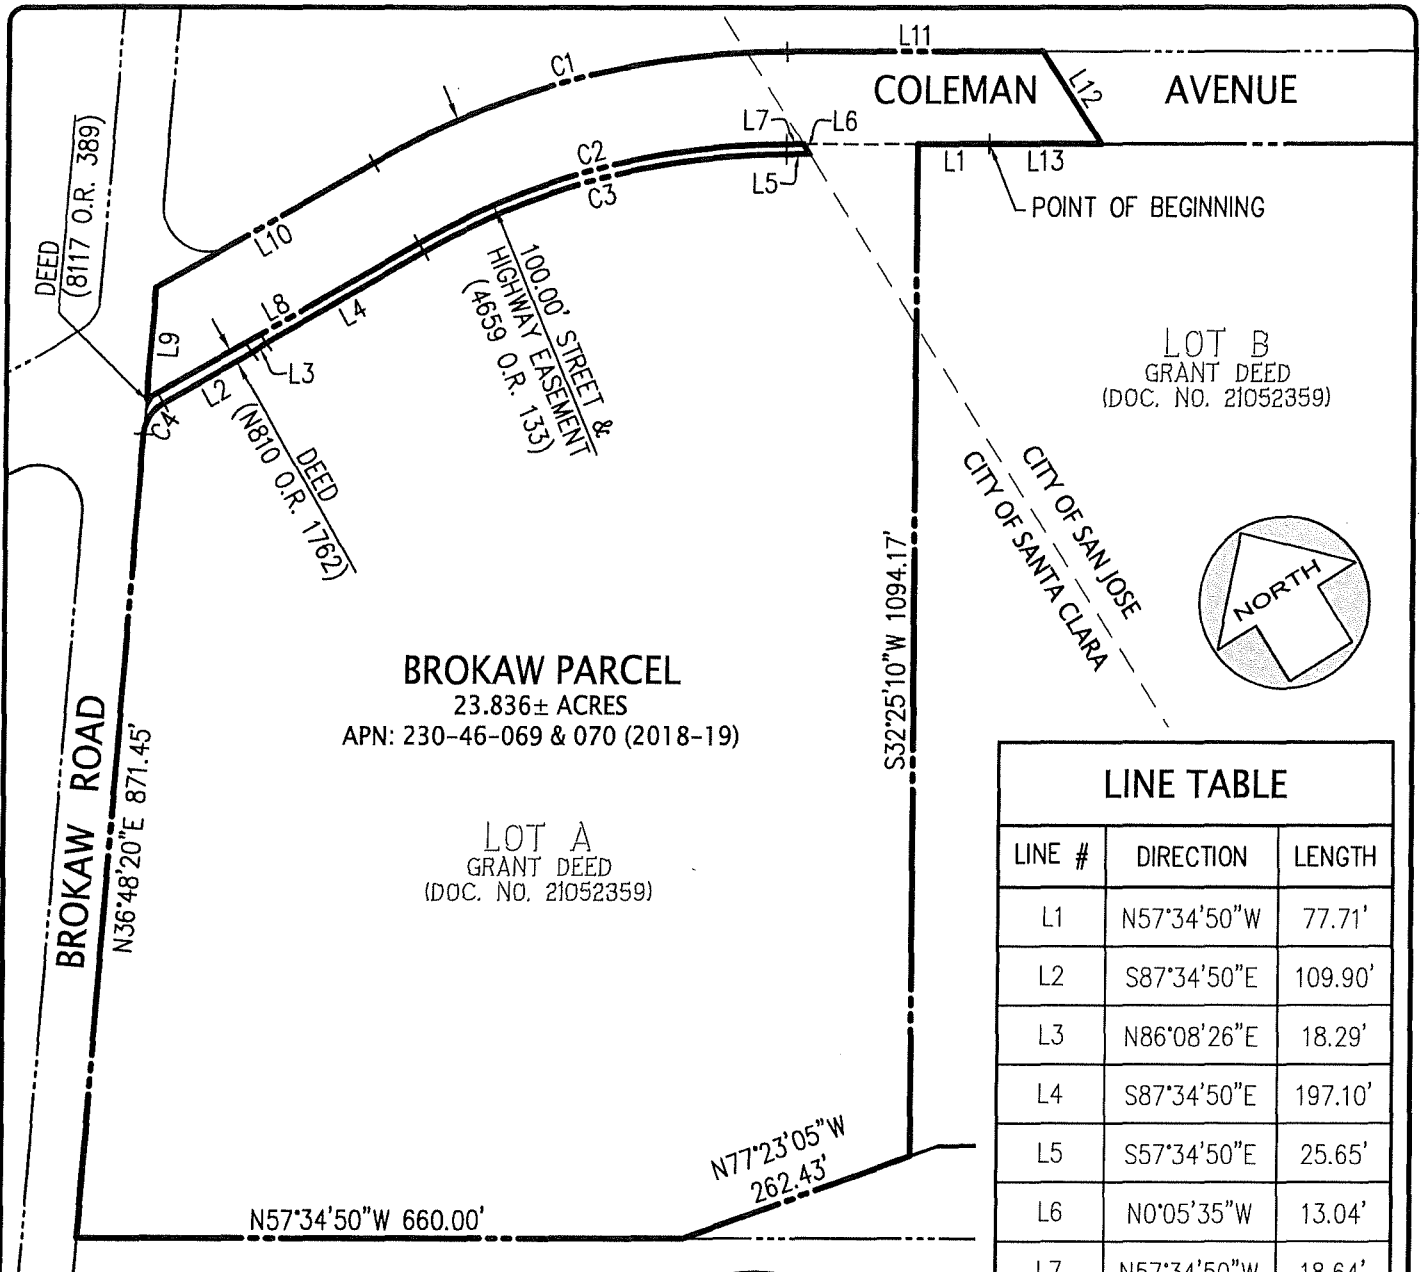 L11
C1
COLEMAN AVENUE
L12
L7
L6
L1
L13
C2
C3
L5
POINT OF BEGINNING
DEED
(8117 O.R. 389)
L10
L8
L4
L9
L3
L2
C4
100.00' STREET &
HIGHWAY EASEMENT
(4659 O.R. 133)
DEED
(N810 O.R. 1762)
LOT B
GRANT DEED
(DOC. NO. 21052359)
CITY OF SAN JOSE
CITY OF SANTA CLARA
NORTH
S32°25'10"W 1094.17'
BROKAW PARCEL
23.836± ACRES
APN: 230-46-069 & 070 (2018-19)
BROKAW ROAD
N36°48'20"E 871.45'
LOT A
GRANT DEED
(DOC. NO. 21052359)
N77°23'05"W
262.43'
N57°34'50"W 660.00'
LINE TABLE
LINE # DIRECTION LENGTH
L1 N57°34'50"W 77.71'
L2 S87°34'50"E 109.90'
L3 N86°08'26"E 18.29'
L4 S87°34'50"E 197.10'
L5 S57°34'50"E 25.65'
L6 N0°05'35"W 13.04'
L7 N57°34'50"W 18.64'